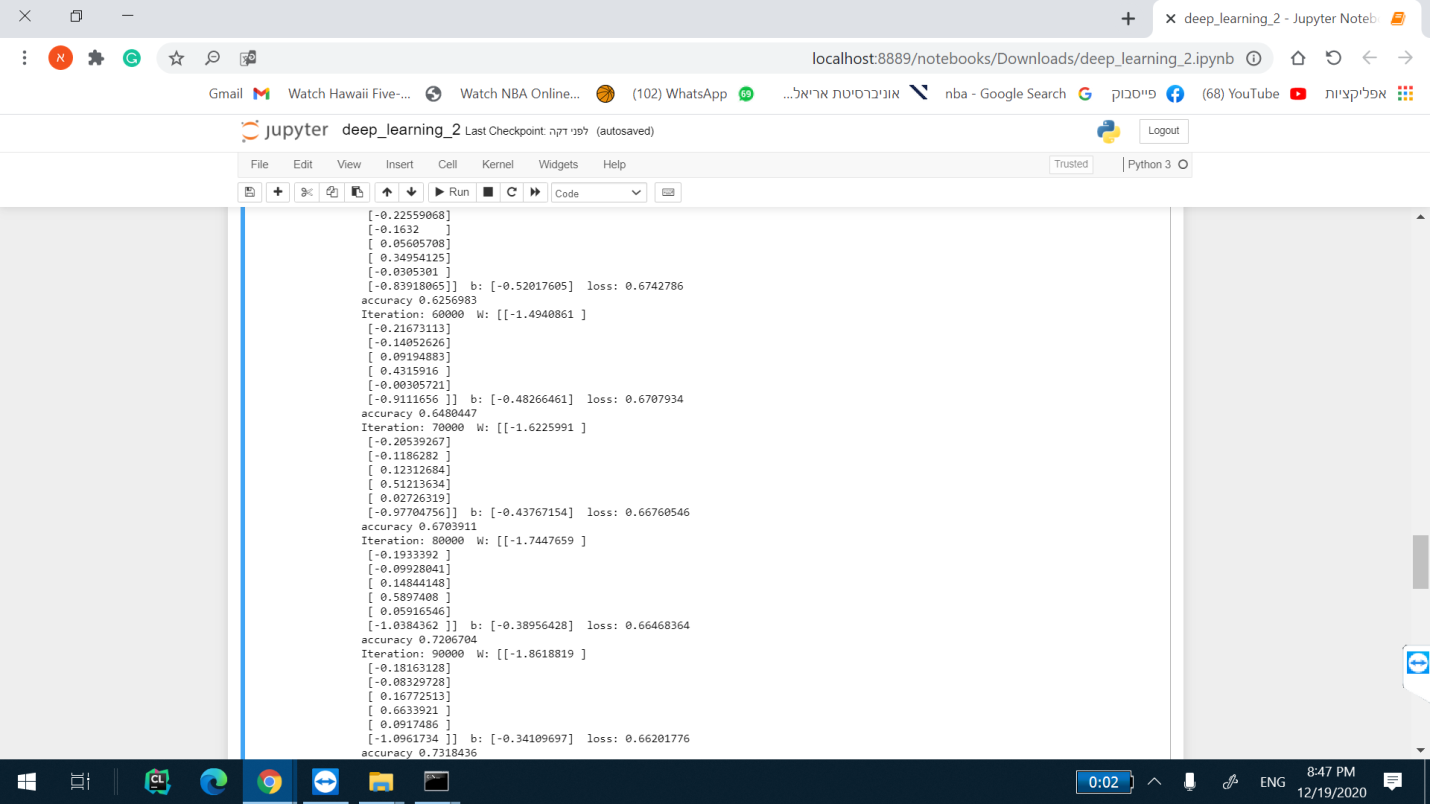 deep_learning_2 - Jupyter Noteb
localhost:8889/notebooks/Downloads/deep_learning_2.ipynb
א
Gmail
Watch Hawaii Five-...
Watch NBA Online...
(102) WhatsApp
69
אוניברסיטת אריאל...
nba - Google Search
פייסבוק
(68) YouTube
אפליקציות
jupyter deep_learning_2 Last Checkpoint: לפני דקה (autosaved)
Logout
File Edit View Insert Cell Kernel Widgets Help
Trusted
Python 3
Run
Code
[-0.22559068]
[-0.1632 ]
[ 0.05605708]
[ 0.34954125]
[-0.0305301 ]
[-0.83918065]] b: [-0.52017605] loss: 0.6742786
accuracy 0.6256983
Iteration: 60000 W: [[-1.4940861 ]
[-0.21673113]
[-0.14052626]
[ 0.09194883]
[ 0.4315916 ]
[-0.00305721]
[-0.9111656 ]] b: [-0.48266461] loss: 0.6707934
accuracy 0.6480447
Iteration: 70000 W: [[-1.6225991 ]
[-0.20539267]
[-0.1186282 ]
[ 0.12312684]
[ 0.51213634]
[ 0.02726319]
[-0.97704756]] b: [-0.43767154] loss: 0.66760546
accuracy 0.6703911
Iteration: 80000 W: [[-1.7447659 ]
[-0.1933392 ]
[-0.09928041]
[ 0.14844148]
[ 0.5897408 ]
[ 0.05916546]
[-1.0384362 ]] b: [-0.38956428] loss: 0.66468364
accuracy 0.7206704
Iteration: 90000 W: [[-1.8618819 ]
[-0.18163128]
[-0.08329728]
[ 0.16772513]
[ 0.6633921 ]
[ 0.0917486 ]
[-1.0961734 ]] b: [-0.34109697] loss: 0.66201776
accuracy 0.7318436
CL
0:02
ENG
8:47 PM
12/19/2020